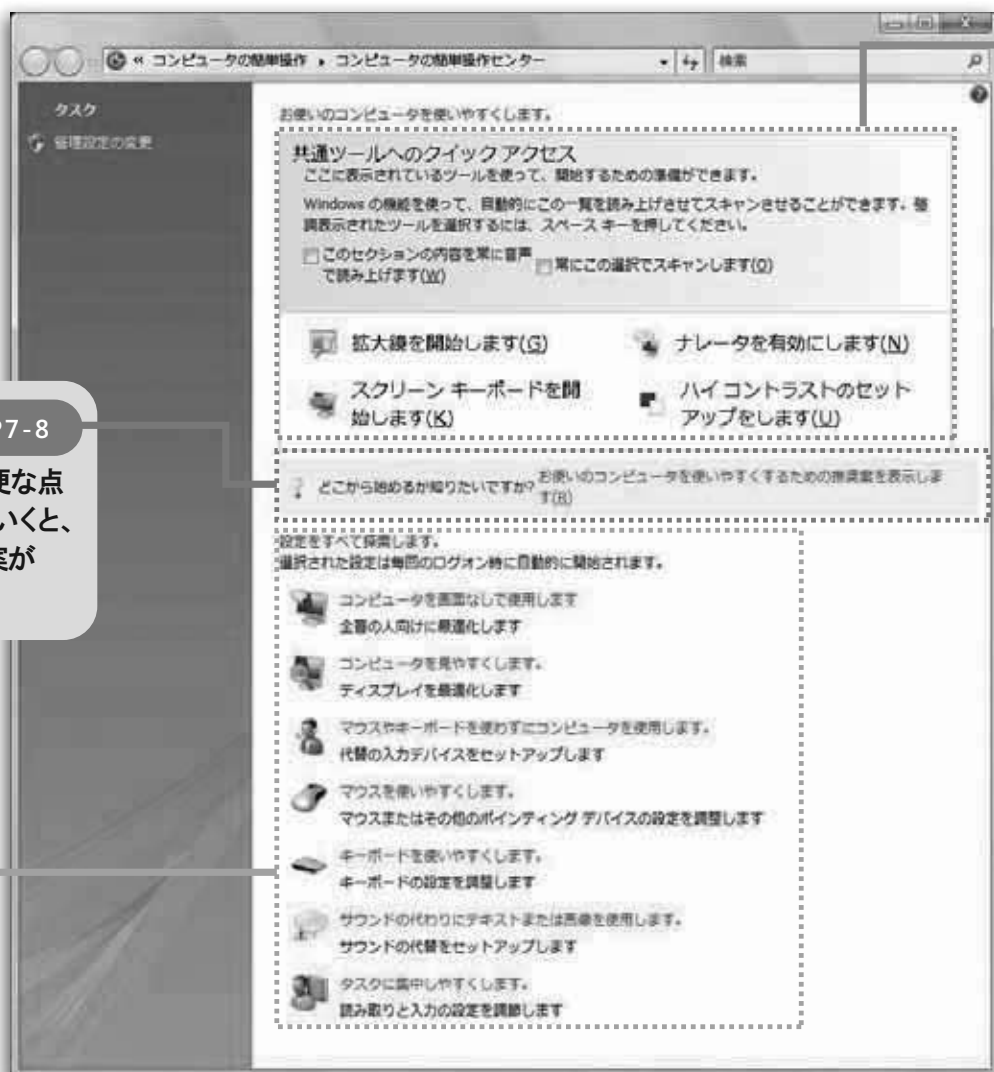 « コンピュータの簡単操作 ▸ コンピュータの簡単操作センター
検索
タスク
管理設定の変更
お使いのコンピュータを使いやすくします。
共通ツールへのクイック アクセス
ここに表示されているツールを使って、開始するための準備ができます。
Windows の機能を使って、自動的にこの一覧を読み上げさせてスキャンさせることができます。強
調表示されたツールを選択するには、スペース キーを押してください。
このセクションの内容を常に音声
で読み上げます(W)
常にこの選択でスキャンします(O)
拡大鏡を開始します(G)
ナレータを有効にします(N)
スクリーン キーボードを開
始します(K)
ハイ コントラストのセット
アップをします(U)
7-8
便な点
いくと、
案が
どこから始めるか知りたいですか?
お使いのコンピュータを使いやすくするための推奨案を表示しま
す(R)
設定をすべて探索します。
選択された設定は毎回のログオン時に自動的に開始されます。
コンピュータを画面なしで使用します
全盲の人向けに最適化します
コンピュータを見やすくします。
ディスプレイを最適化します
マウスやキーボードを使わずにコンピュータを使用します。
代替の入力デバイスをセットアップします
マウスを使いやすくします。
マウスまたはその他のポインティング デバイスの設定を調整します
キーボードを使いやすくします。
キーボードの設定を調整します
サウンドの代わりにテキストまたは画像を使用します。
サウンドの代替をセットアップします
タスクに集中しやすくします。
読み取りと入力の設定を調節します